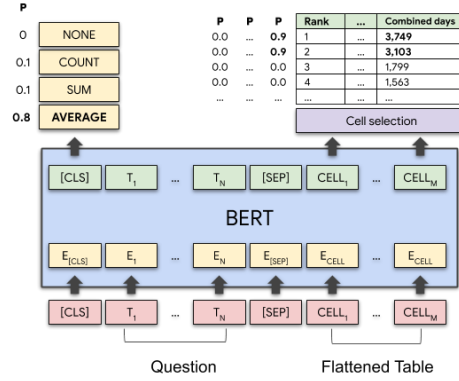 P
0 NONE
0.1 COUNT
0.1 SUM
0.8 AVERAGE
P P P Rank ... Combined days
0.0 ... 0.9 1 ... 3,749
0.0 ... 0.9 2 ... 3,103
0.0 ... 0.0 3 ... 1,799
0.0 ... 0.0 4 ... 1,563
... ... ... ... ... ...
Cell selection
[CLS] T1 ... TN [SEP] CELL1 ... CELLM
BERT
E[CLS] E1 ... EN E[SEP] ECELL ... ECELL
[CLS] T1 ... TN [SEP] CELL1 ... CELLM
Question Flattened Table